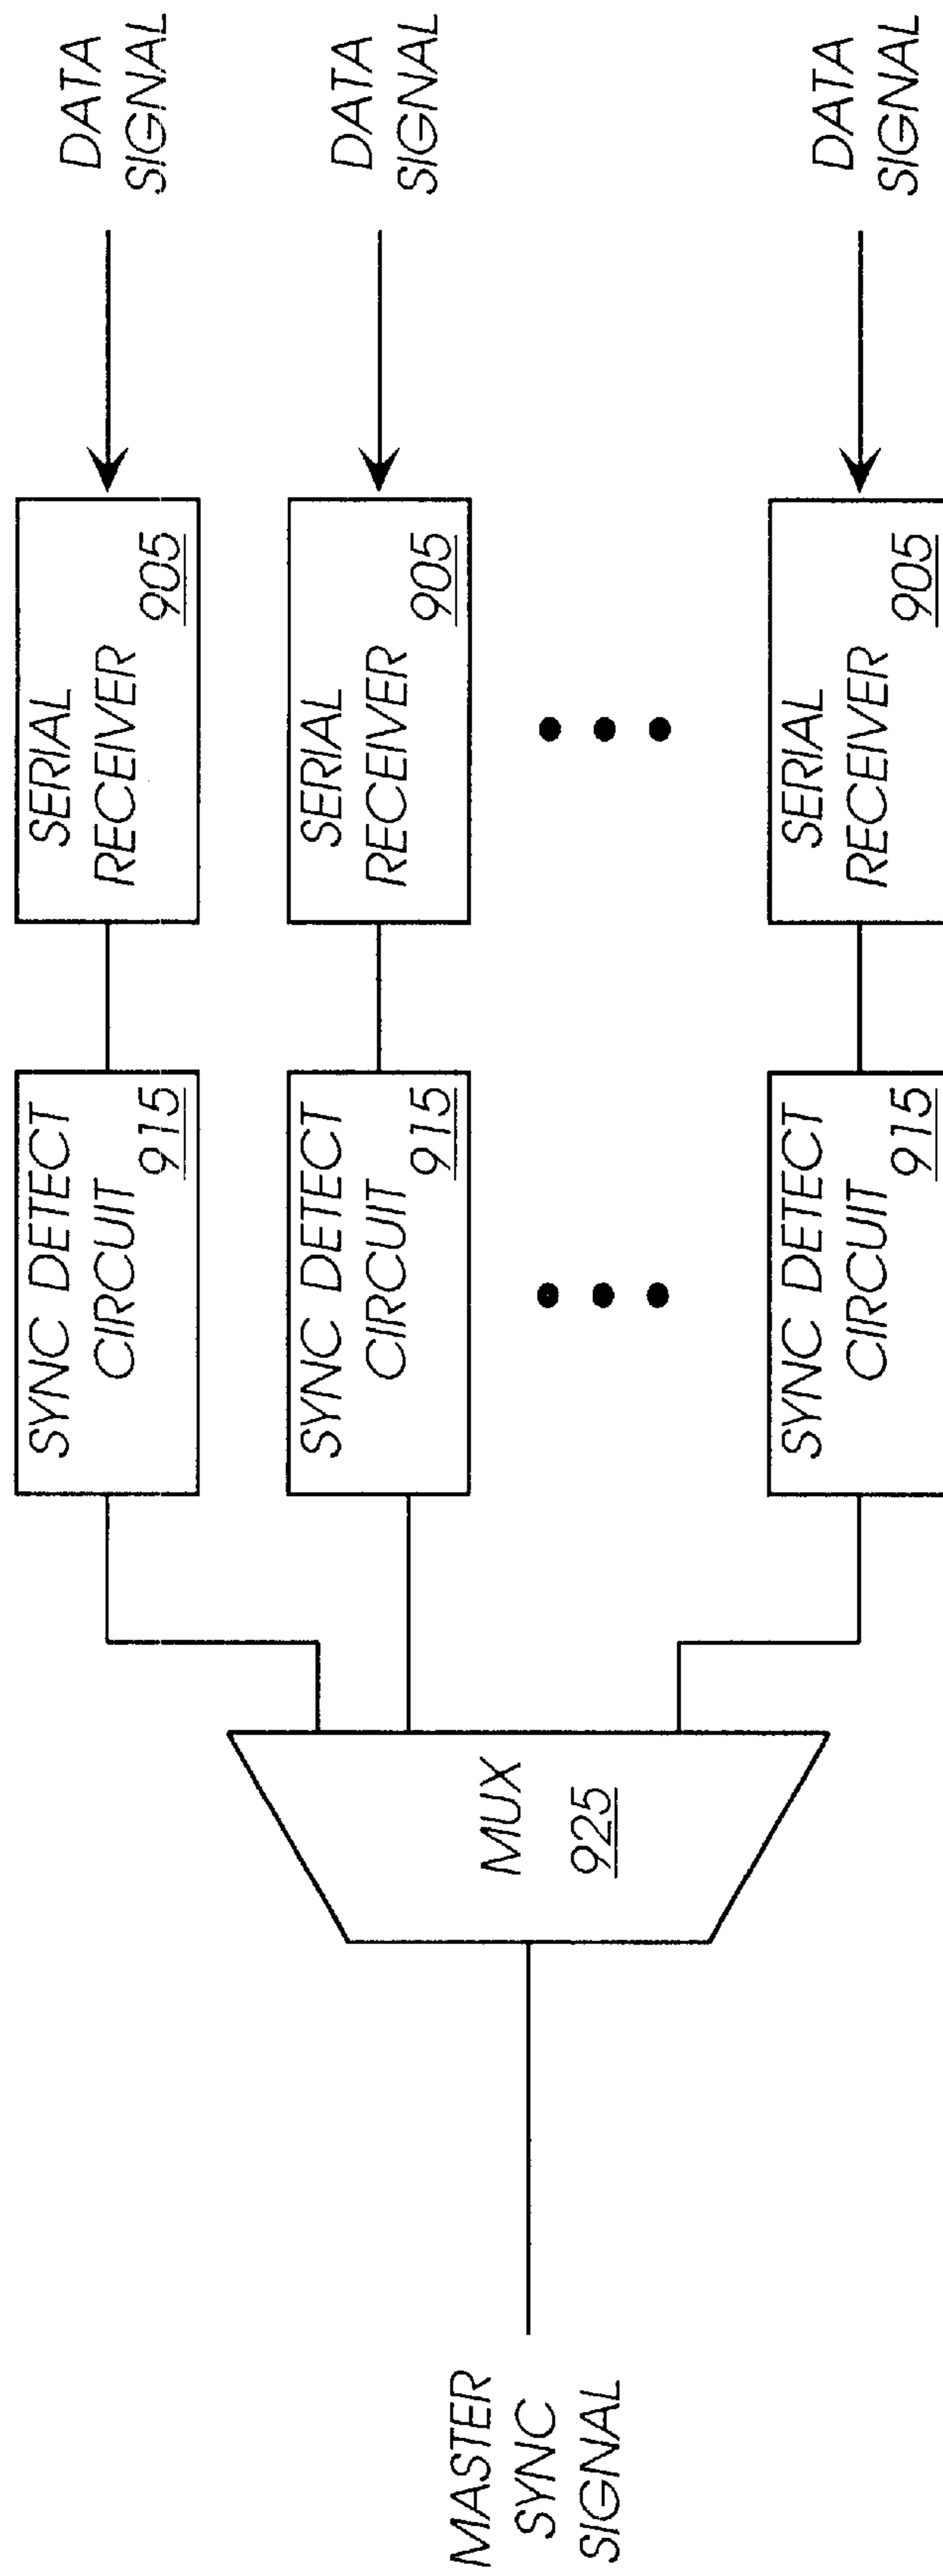 DATA
SIGNAL
SERIAL
RECEIVER
905
SYNC DETECT
CIRCUIT
915
DATA
SIGNAL
SERIAL
RECEIVER
905
SYNC DETECT
CIRCUIT
915
DATA
SIGNAL
SERIAL
RECEIVER
905
SYNC DETECT
CIRCUIT
915
MUX
925
MASTER
SYNC
SIGNAL